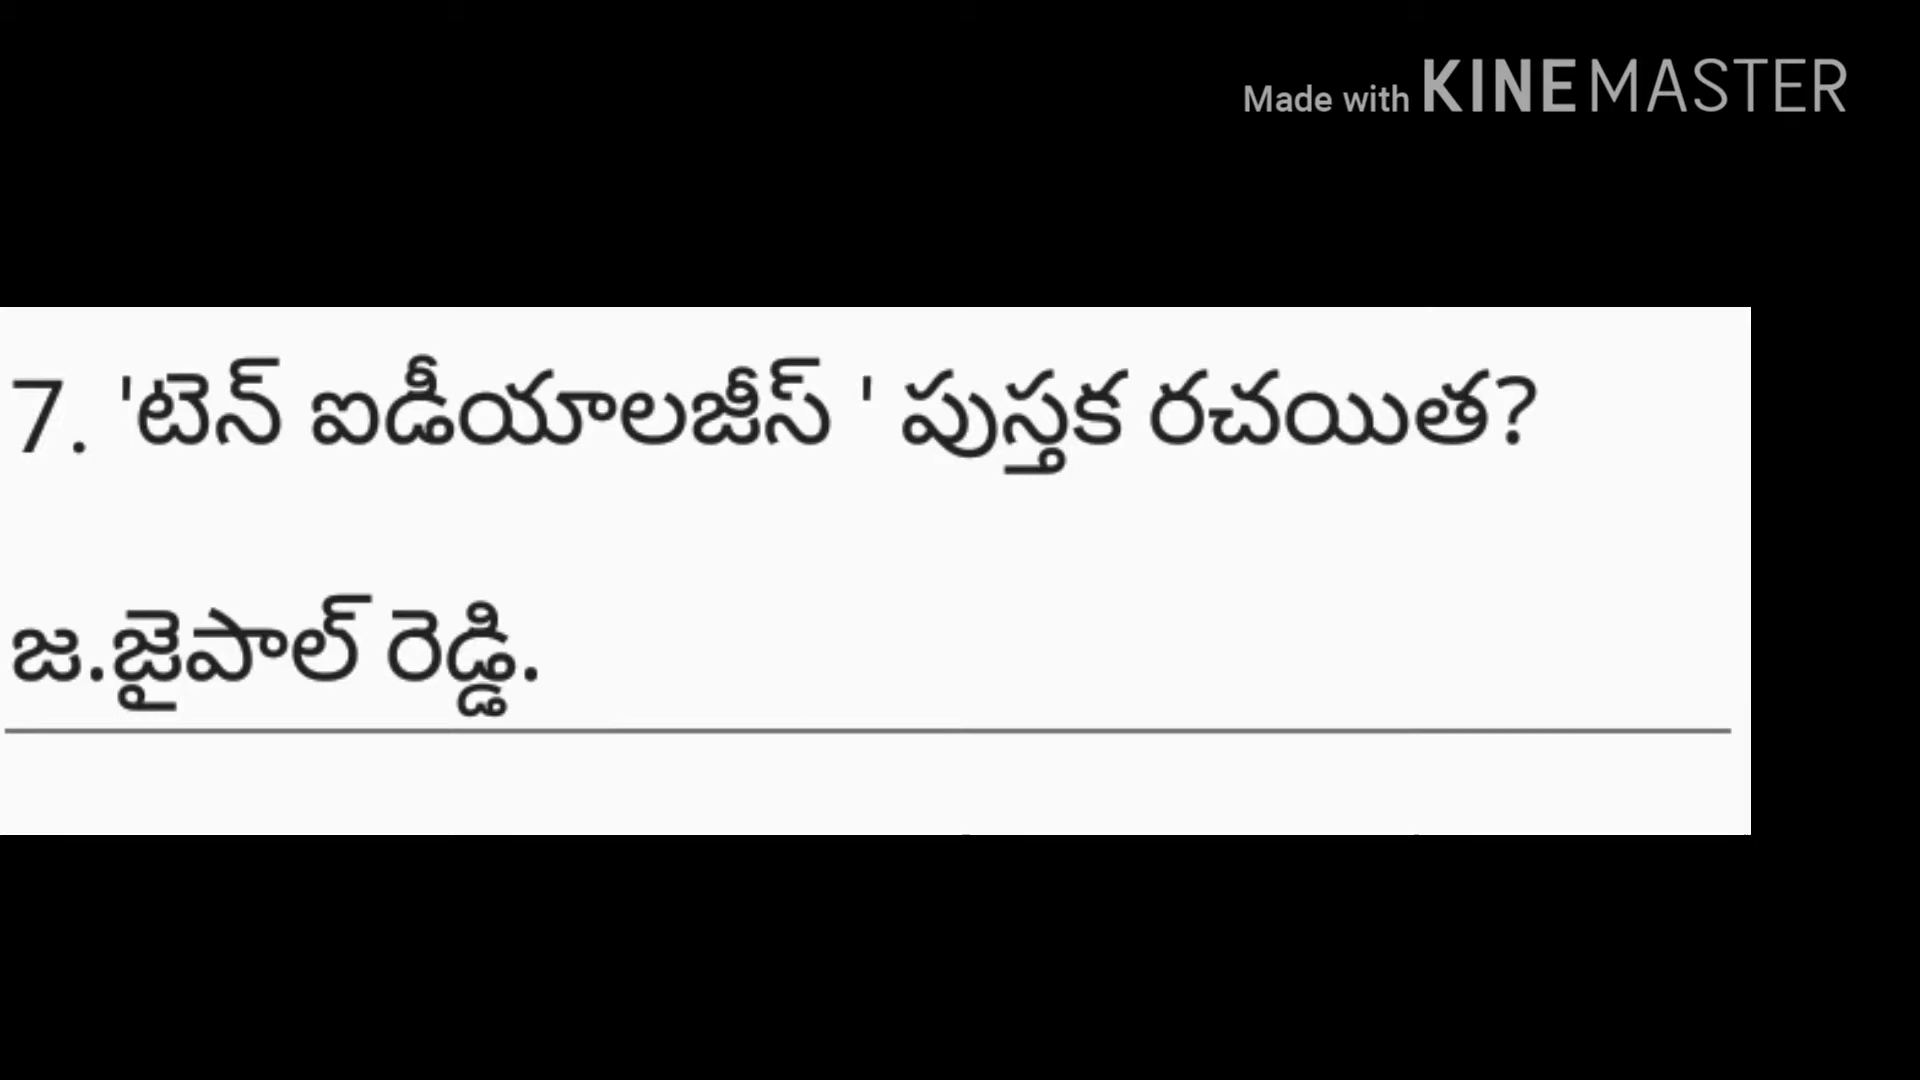 Made with KINEMASTER
7. 'టెన్ ఐడీయాలజీస్ ' పుస్తక రచయిత?
జ.జైపాల్ రెడ్డి.